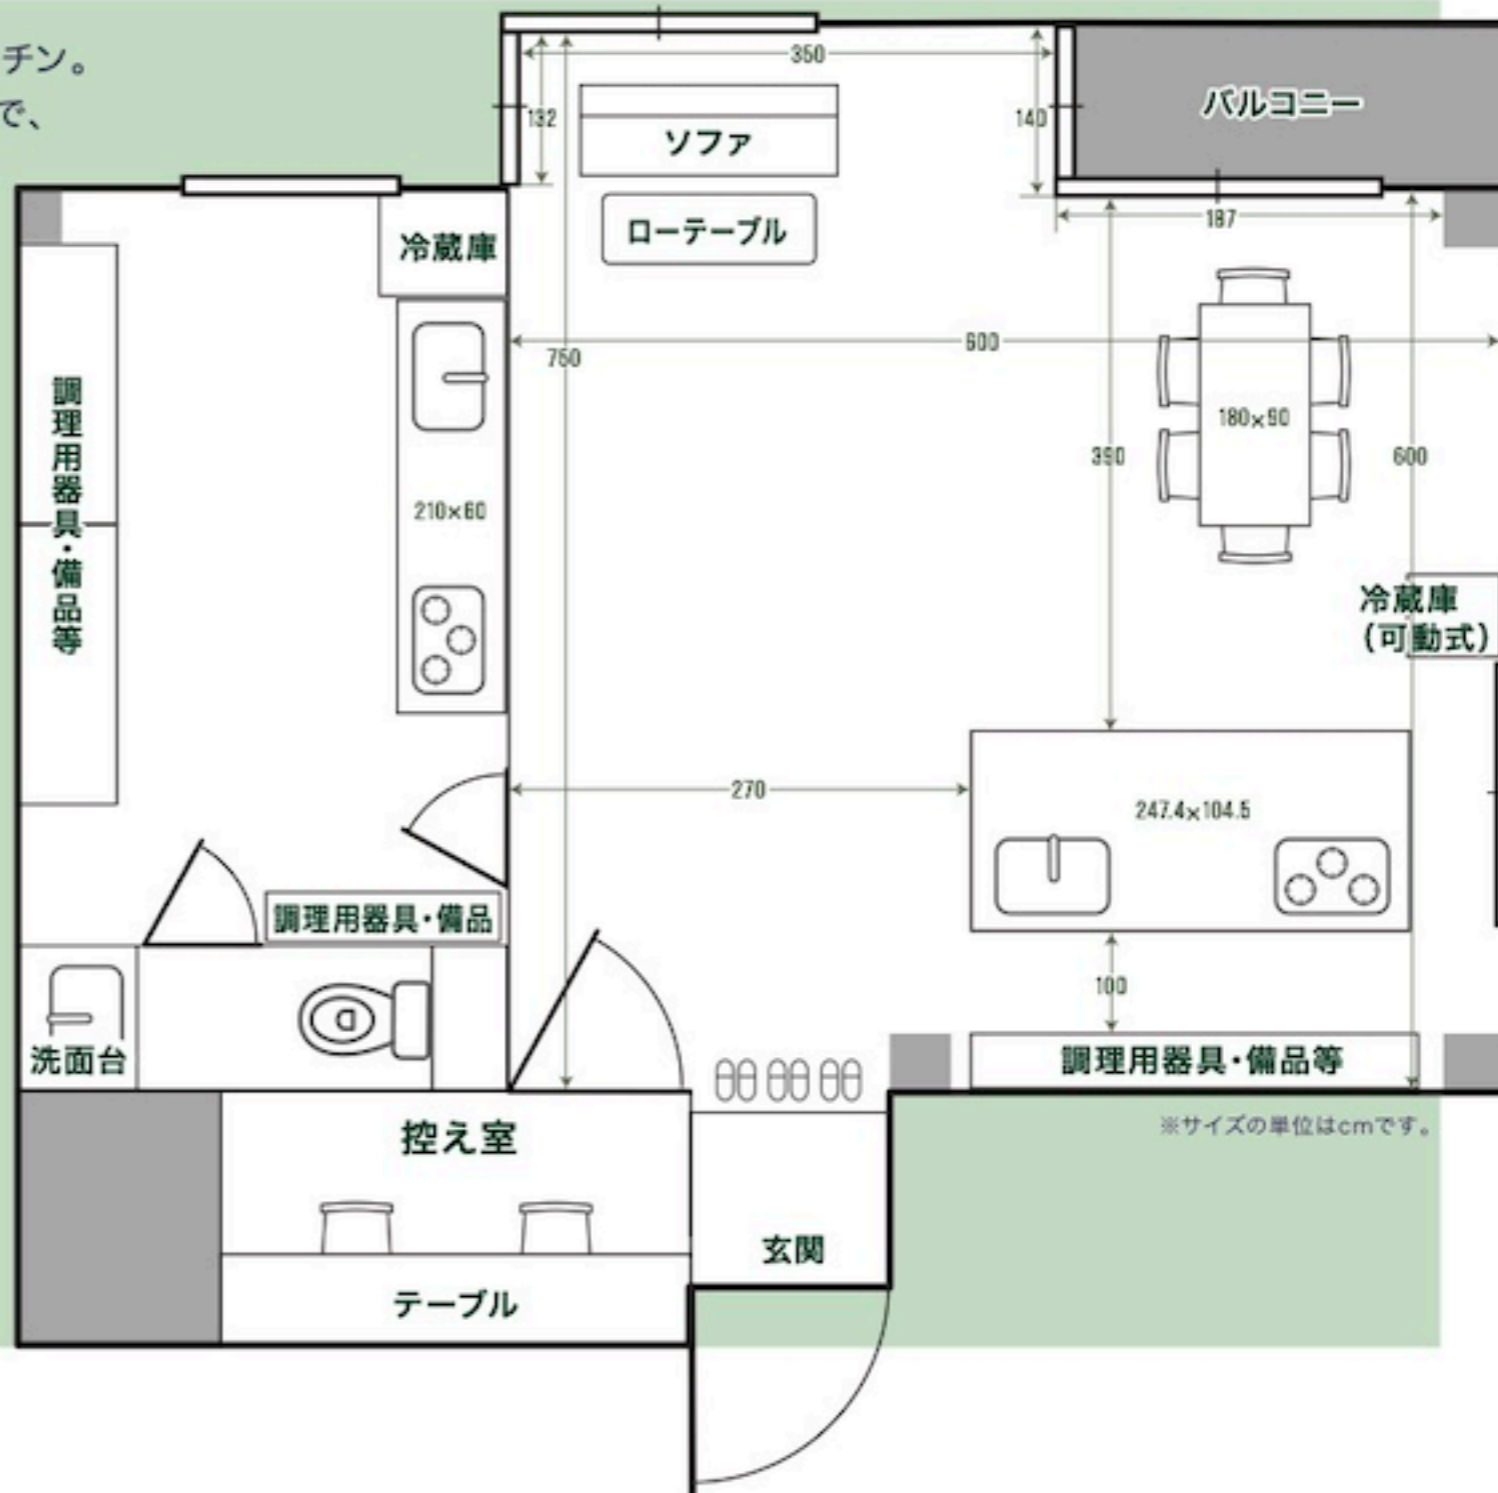 チン。
で、
350
132
140
バルコニー
ソファ
ローテーブル
187
冷蔵庫
600
750
180×90
390
600
調理用器具・備品等
210×60
冷蔵庫
(可動式)
270
247.4×104.5
調理用器具・備品
100
洗面台
調理用器具・備品等
※サイズの単位はcmです。
控え室
玄関
テーブル